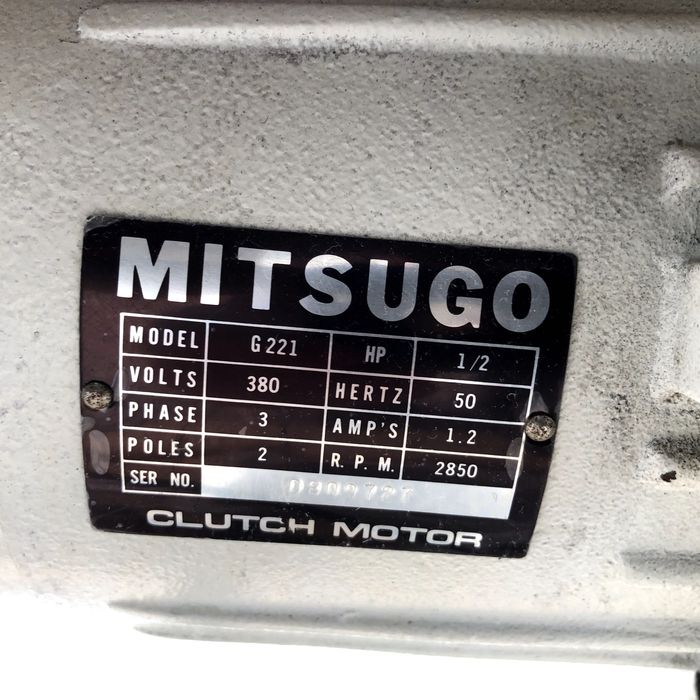 MITSUGO
MODEL G221 HP 1/2
VOLTS 380 HERTZ 50
PHASE 3 AMP'S 1.2
POLES 2 R.P.M. 2850
SER NO.
CLUTCH MOTOR